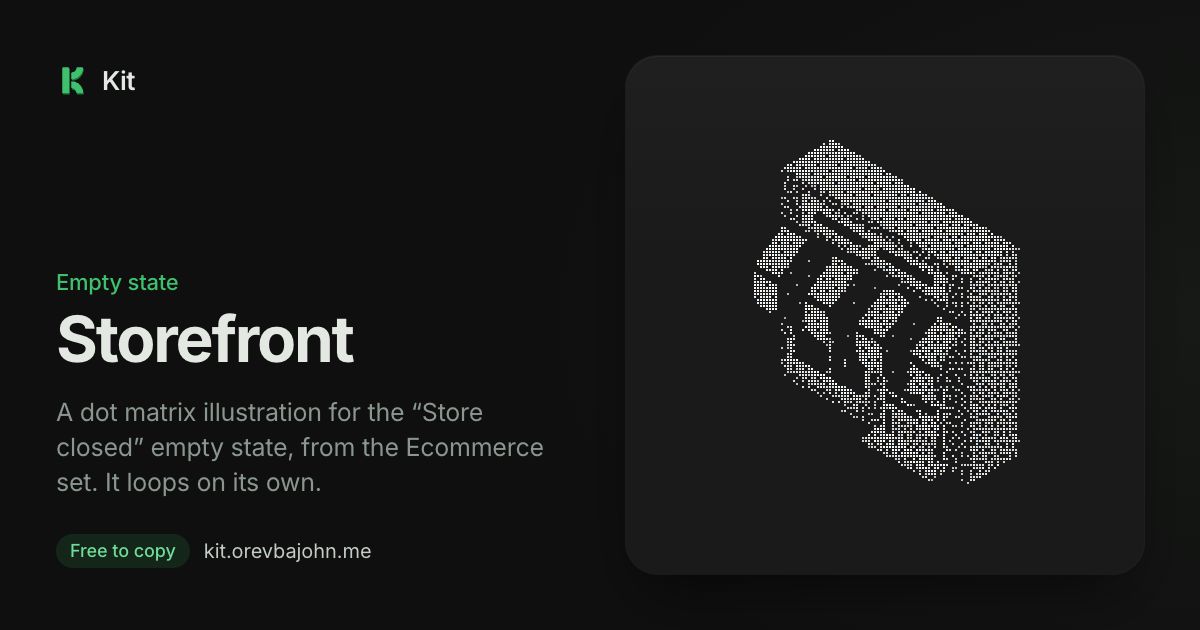 Kit
Empty state
Storefront
A dot matrix illustration for the “Store
closed” empty state, from the Ecommerce
set. It loops on its own.
Free to copy
kit.orevbajohn.me